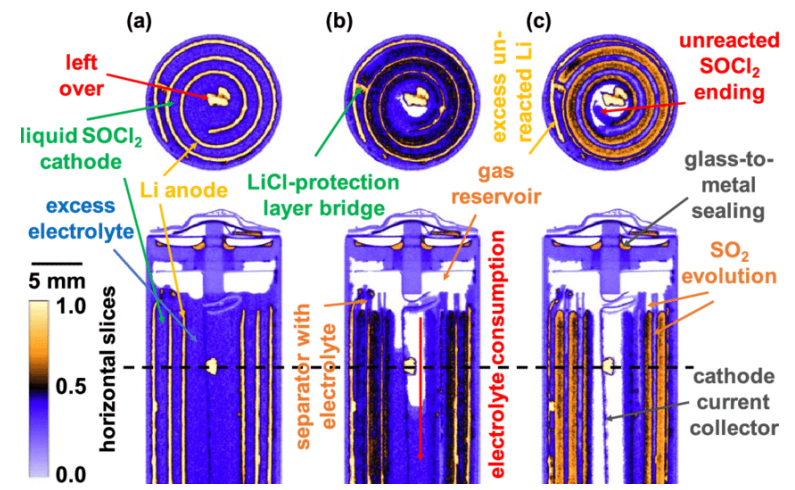 (a)
(b)
(c)
left
over
liquid SOCl₂
cathode
Li anode
excess
electrolyte
LiCl-protection
layer bridge
excess un-
reacted Li
unreacted
SOCl₂
ending
gas
reservoir
glass-to-
metal
sealing
SO₂
evolution
5 mm
1.0
0.5
0.0
horizontal slices
separator with
electrolyte
electrolyte consumption
cathode
current
collector